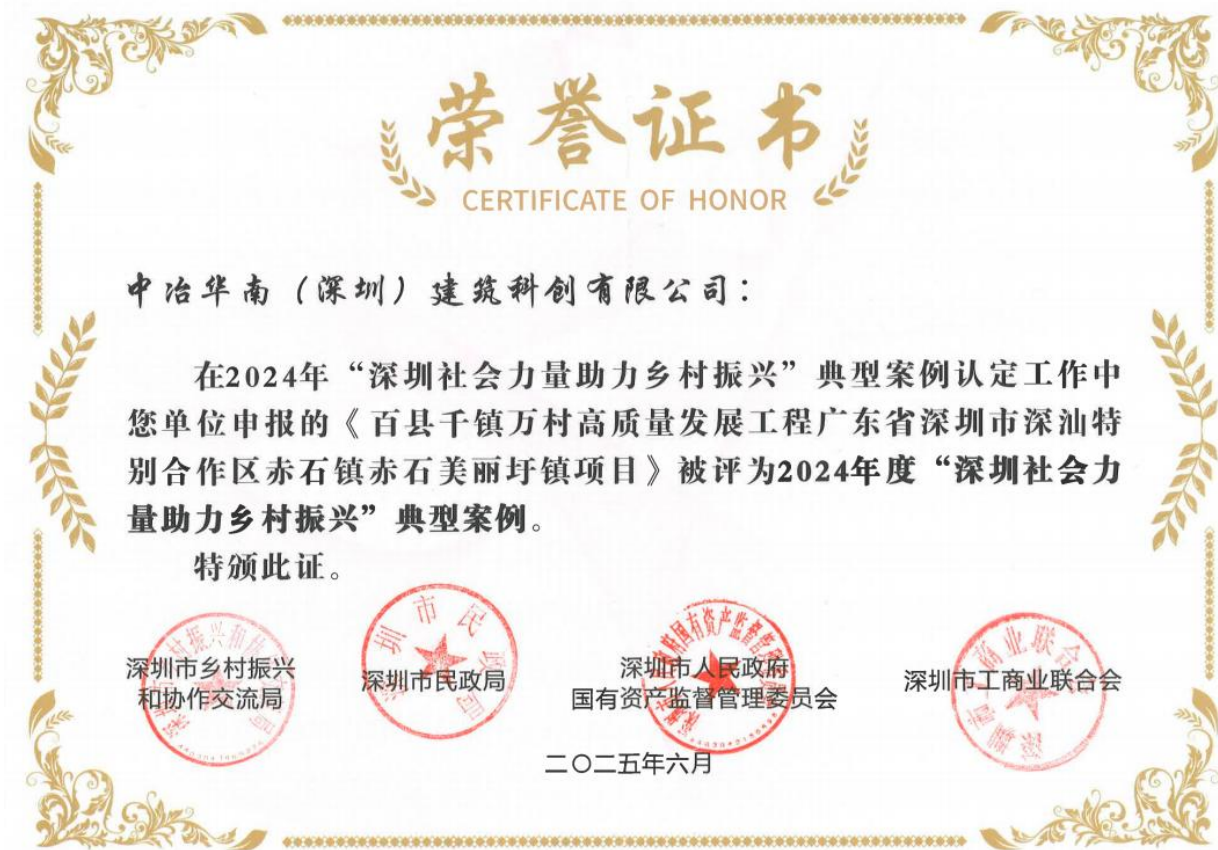 荣誉证书
CERTIFICATE OF HONOR
中冶华南（深圳）建筑科创有限公司：
在2024年“深圳社会力量助力乡村振兴”典型案例认定工作中
您单位申报的《百县千镇万村高质量发展工程广东省深圳市深汕特
别合作区赤石镇赤石美丽圩镇项目》被评为2024年度“深圳社会力
量助力乡村振兴”典型案例。
特颁此证。
深圳市乡村振兴
和协作交流局
深圳市民政局
深圳市人民政府
国有资产监督管理委员会
深圳市工商业联合会
二〇二五年六月